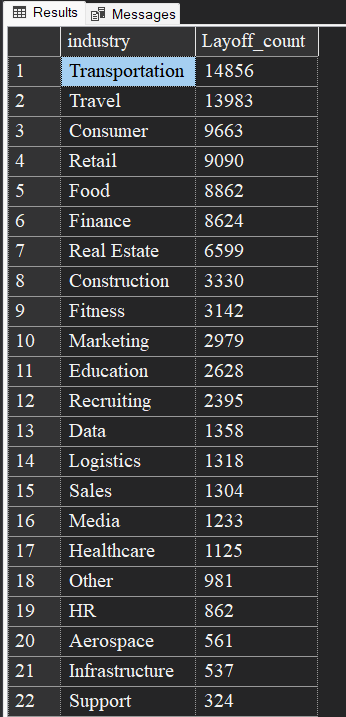 Results Messages
industry Layoff_count
1 Transportation 14856
2 Travel 13983
3 Consumer 9663
4 Retail 9090
5 Food 8862
6 Finance 8624
7 Real Estate 6599
8 Construction 3330
9 Fitness 3142
10 Marketing 2979
11 Education 2628
12 Recruiting 2395
13 Data 1358
14 Logistics 1318
15 Sales 1304
16 Media 1233
17 Healthcare 1125
18 Other 981
19 HR 862
20 Aerospace 561
21 Infrastructure 537
22 Support 324